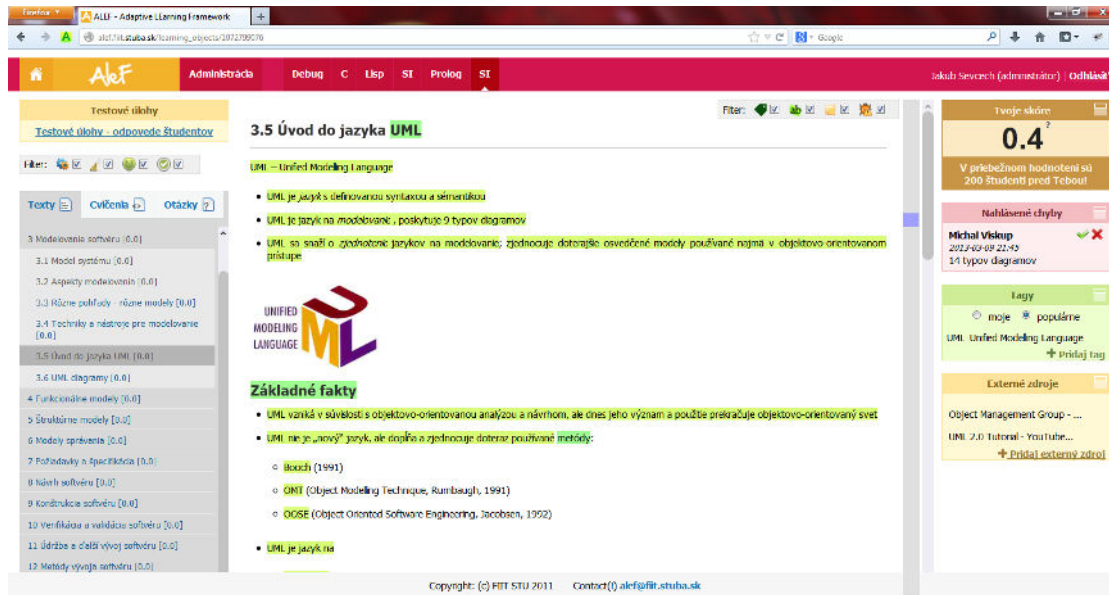 Firefox
ALEF - Adaptive LEarning Framework
alef.fiit.stuba.sk/learning_objects/1072799076
Google
AleF
Administrácia
Debug C Lisp SI Prolog SI
Jakub Sevcech (administrátor) | Odhlásiť
Testové úlohy
Testové úlohy - odpovede študentov
Filter:
Texty Cvičenia Otázky
3 Modelovanie softvéru [0.0]
3.1 Model systému [0.0]
3.2 Aspekty modelovania [0.0]
3.3 Rôzne pohľady - rôzne modely [0.0]
3.4 Techniky a nástroje pre modelovanie
[0.0]
3.5 Úvod do jazyka UML [0.0]
3.6 UML diagramy [0.0]
4 Funkcionálne modely [0.0]
5 Štruktúrne modely [0.0]
6 Modely správania [0.0]
7 Požiadavky a špecifikácia [0.0]
8 Návrh softvéru [0.0]
9 Konštrukcia softvéru [0.0]
10 Verifikácia a validácia softvéru [0.0]
11 Údržba a ďalší vývoj softvéru [0.0]
12 Metódy vývoja softvéru [0.0]
Filter:
3.5 Úvod do jazyka UML
UML – Unified Modeling Language
UML je jazyk s definovanou syntaxou a sémantikou
UML je jazyk na modelovanie , poskytuje 9 typov diagramov
UML sa snaží o zjednotenie jazykov na modelovanie; zjednocuje doterajšie osvedčené modely používané najmä v objektovo-orientovanom
prístupe
UNIFIED
MODELING
LANGUAGE
UML
Základné fakty
UML vzniká v súvislosti s objektovo-orientovanou analýzou a návrhom, ale dnes jeho význam a použitie prekračuje objektovo-orientovaný svet
UML nie je „nový" jazyk, ale dopĺňa a zjednocuje doteraz používané metódy:
Booch (1991)
OMT (Object Modeling Technique, Rumbaugh, 1991)
OOSE (Object Oriented Software Engineering, Jacobsen, 1992)
UML je jazyk na
Tvoje skóre
0.4 ?
V priebežnom hodnotení sú
200 študenti pred Tebou!
Nahlásené chyby
Michal Viskup
2013-03-09 21:45
14 typov diagramov
Tagy
moje populárne
UML Unified Modeling Language
Pridaj tag
Externé zdroje
Object Management Group - ...
UML 2.0 Tutorial - YouTube...
Pridaj externý zdroj
Copyright: (c) FIIT STU 2011 Contact(!) alef@fiit.stuba.sk